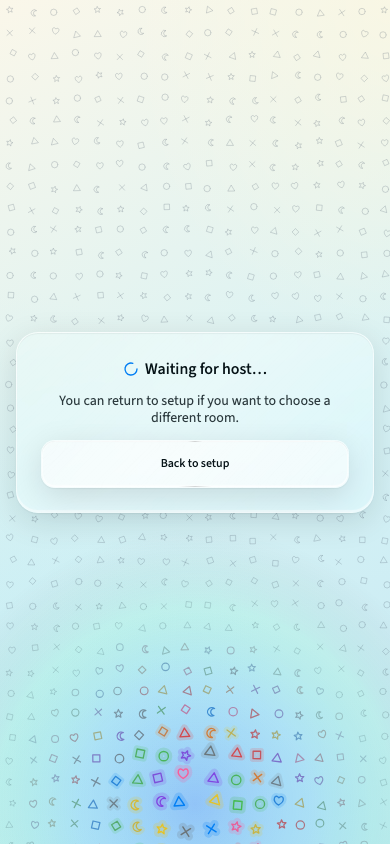 Waiting for host…
You can return to setup if you want to choose a
different room.
Back to setup